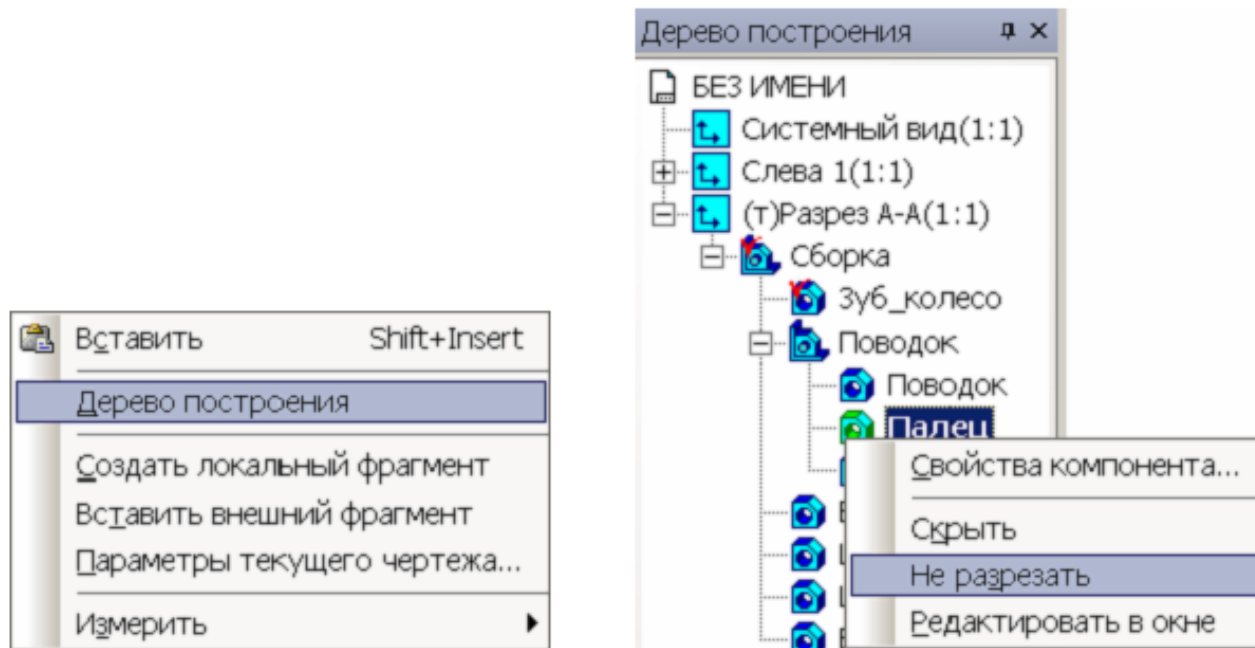 Вставить Shift+Insert
Дерево построения
Создать локальный фрагмент
Вставить внешний фрагмент
Параметры текущего чертежа...
Измерить
Дерево построения
БЕЗ ИМЕНИ
Системный вид(1:1)
Слева 1(1:1)
(т)Разрез А-А(1:1)
Сборка
Зуб_колесо
Поводок
Поводок
Палец
Свойства компонента...
Скрыть
Не разрезать
Редактировать в окне